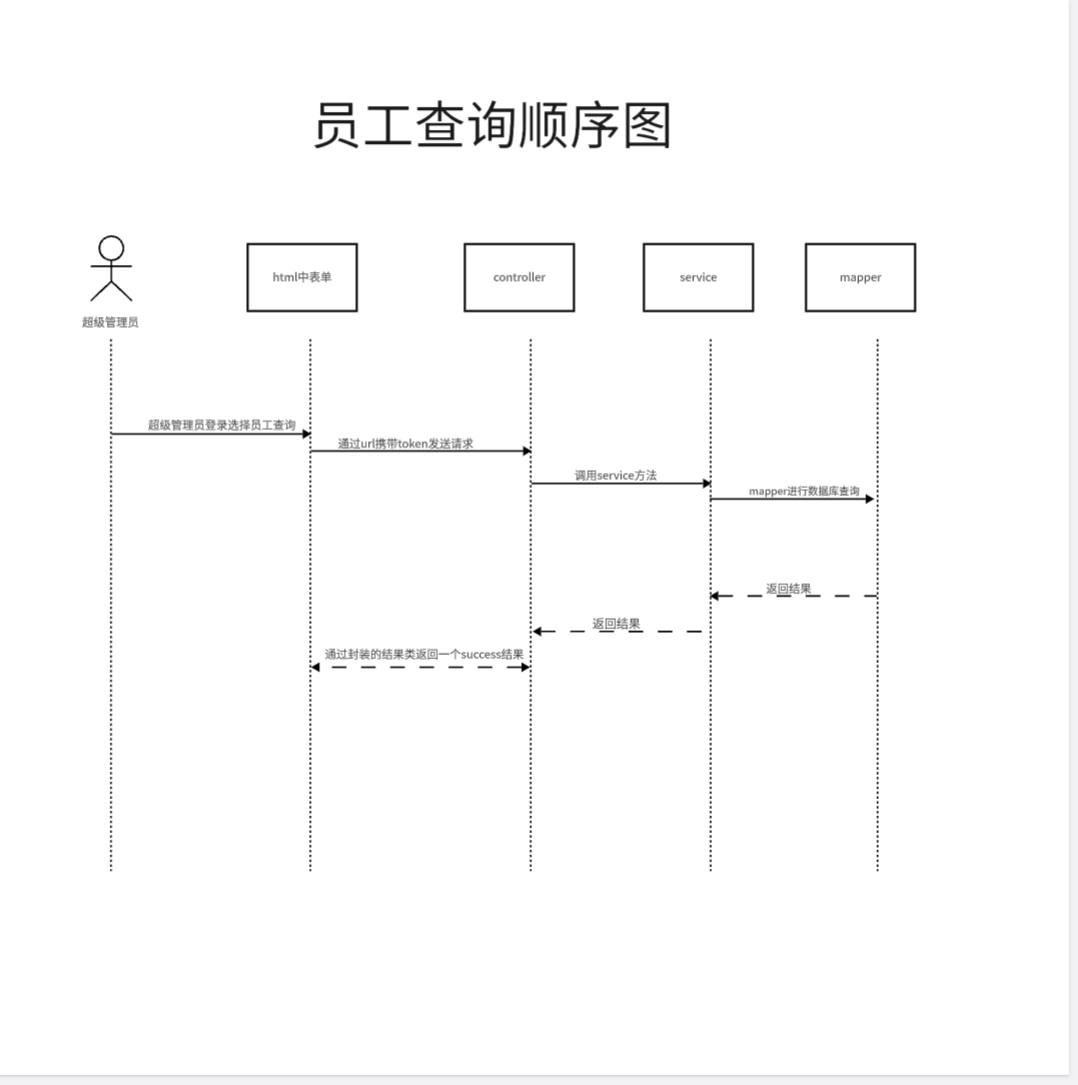 员工查询顺序图
html中表单
controller
service
mapper
超级管理员
超级管理员登录选择员工查询
通过url携带token发送请求
调用service方法
mapper进行数据库查询
返回结果
返回结果
通过封装的结果类返回一个success结果